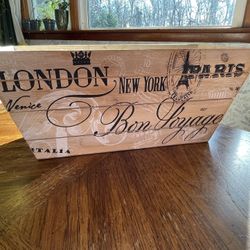 LONDON
NEW YORK
PARIS
Venice
Bon Voyage
ITALIA